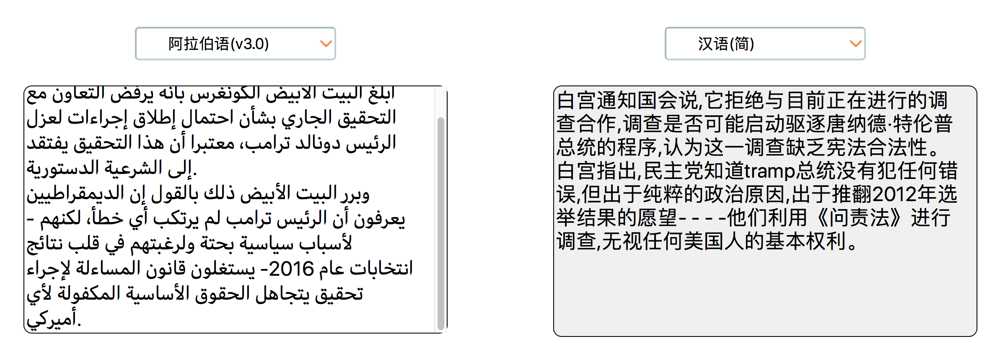 阿拉伯语(v3.0)
汉语(简)
أبلغ البيت الأبيض الكونغرس بأنه يرفض التعاون مع
التحقيق الجاري بشأن احتمال إطلاق إجراءات لعزل
الرئيس دونالد ترامب، معتبرا أن هذا التحقيق يفتقد
إلى الشرعية الدستورية.
وبرر البيت الأبيض ذلك بالقول إن الديمقراطيين
يعرفون أن الرئيس ترامب لم يرتكب أي خطأ، لكنهم -
لأسباب سياسية بحتة ولرغبتهم في قلب نتائج
انتخابات عام 2016- يستغلون قانون المساءلة لإجراء
تحقيق يتجاهل الحقوق الأساسية المكفولة لأي
أميركي.
白宫通知国会说,它拒绝与目前正在进行的调
查合作,调查是否可能启动驱逐唐纳德·特伦普
总统的程序,认为这一调查缺乏宪法合法性。
白宫指出,民主党知道tramp总统没有犯任何错
误,但出于纯粹的政治原因,出于推翻2012年选
举结果的愿望- - - -他们利用《问责法》进行
调查,无视任何美国人的基本权利。